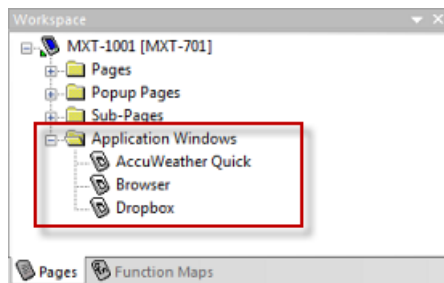 Workspace
MXT-1001 [MXT-701]
Pages
Popup Pages
Sub-Pages
Application Windows
AccuWeather Quick
Browser
Dropbox
Pages Function Maps